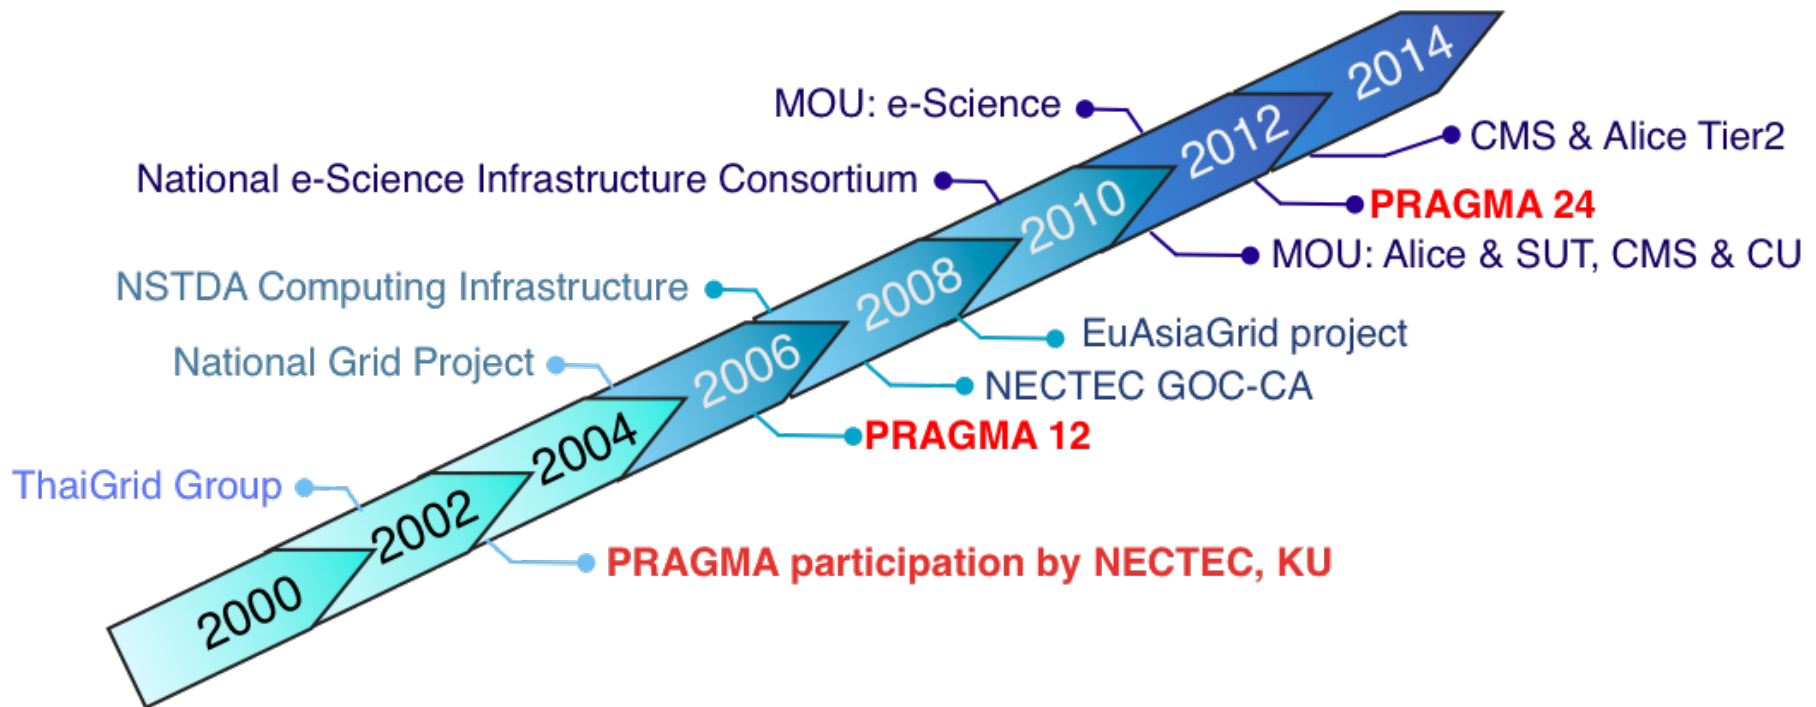 2014
MOU: e-Science
2012
CMS & Alice Tier2
National e-Science Infrastructure Consortium
2010
PRAGMA 24
MOU: Alice & SUT, CMS & CU
NSTDA Computing Infrastructure
2008
EuAsiaGrid project
National Grid Project
2006
NECTEC GOC-CA
PRAGMA 12
2004
ThaiGrid Group
2002
PRAGMA participation by NECTEC, KU
2000